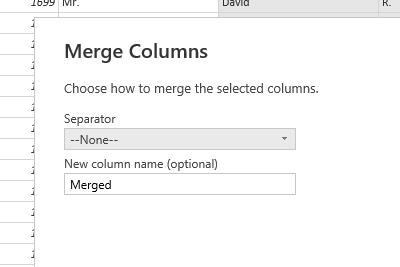 1699 Mr. David R.
Merge Columns
Choose how to merge the selected columns.
Separator
--None--
New column name (optional)
Merged